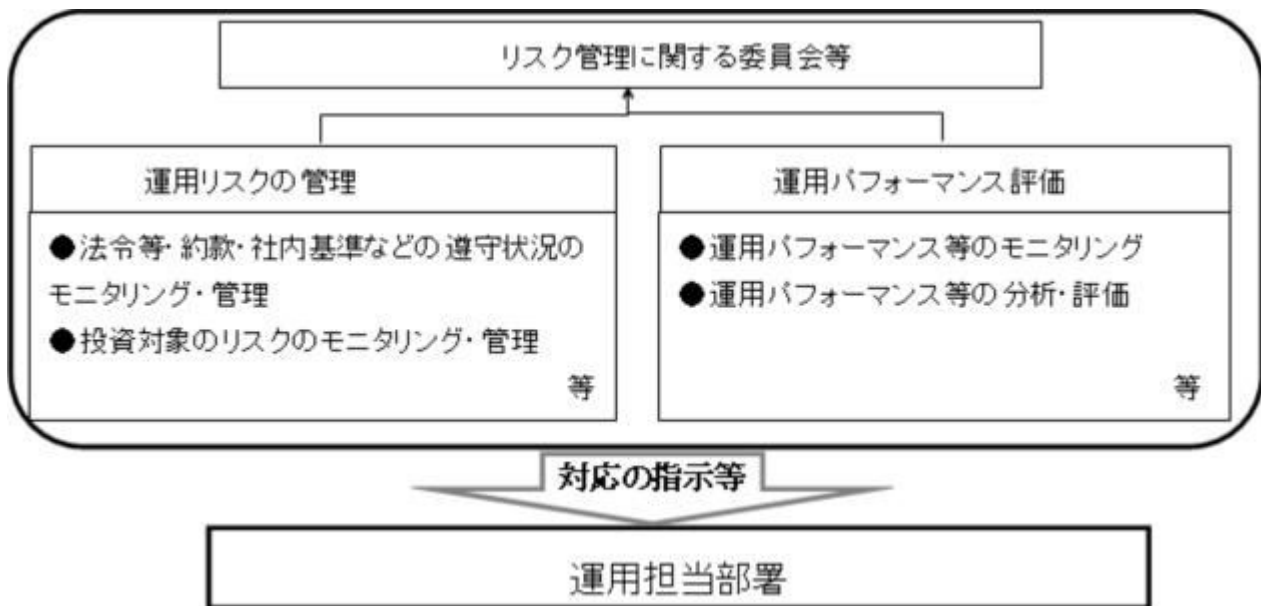 リスク管理に関する委員会等
運用リスクの管理
●法令等・約款・社内基準などの遵守状況の
モニタリング・管理
●投資対象のリスクのモニタリング・管理
等
運用パフォーマンス評価
●運用パフォーマンス等のモニタリング
●運用パフォーマンス等の分析・評価
等
対応の指示等
運用担当部署